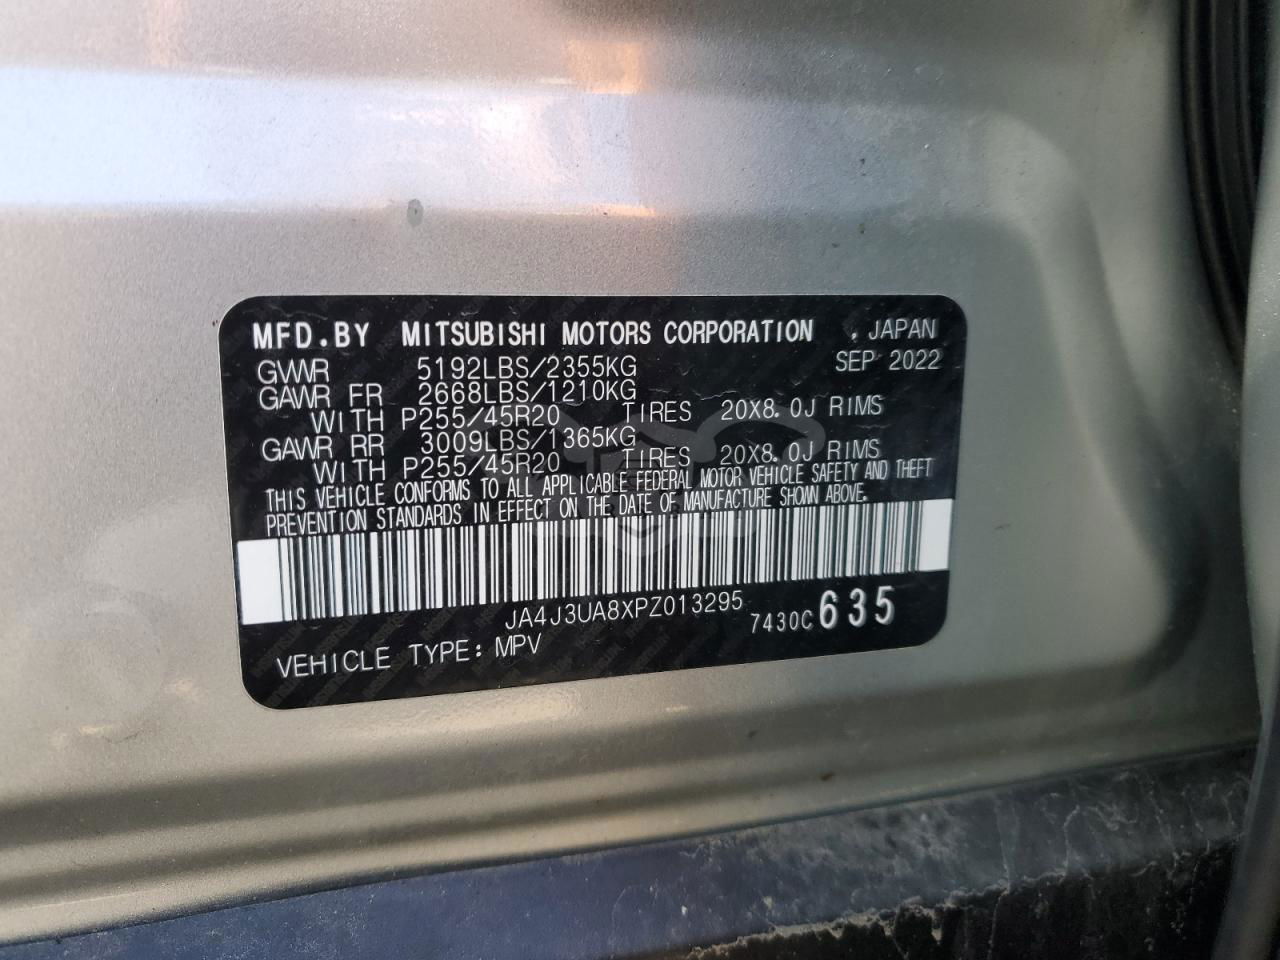 MFD.BY MITSUBISHI MOTORS CORPORATION , JAPAN
GVWR 5192LBS/2355KG SEP 2022
GAWR FR 2668LBS/1210KG
WITH P255/45R20 TIRES 20X8.0J RIMS
GAWR RR 3009LBS/1365KG
WITH P255/45R20 TIRES 20X8.0J RIMS
THIS VEHICLE CONFORMS TO ALL APPLICABLE FEDERAL MOTOR VEHICLE SAFETY AND THEFT
PREVENTION STANDARDS IN EFFECT ON THE DATE OF MANUFACTURE SHOWN ABOVE.
JA4J3UA8XPZ013295 7430C 635
VEHICLE TYPE: MPV